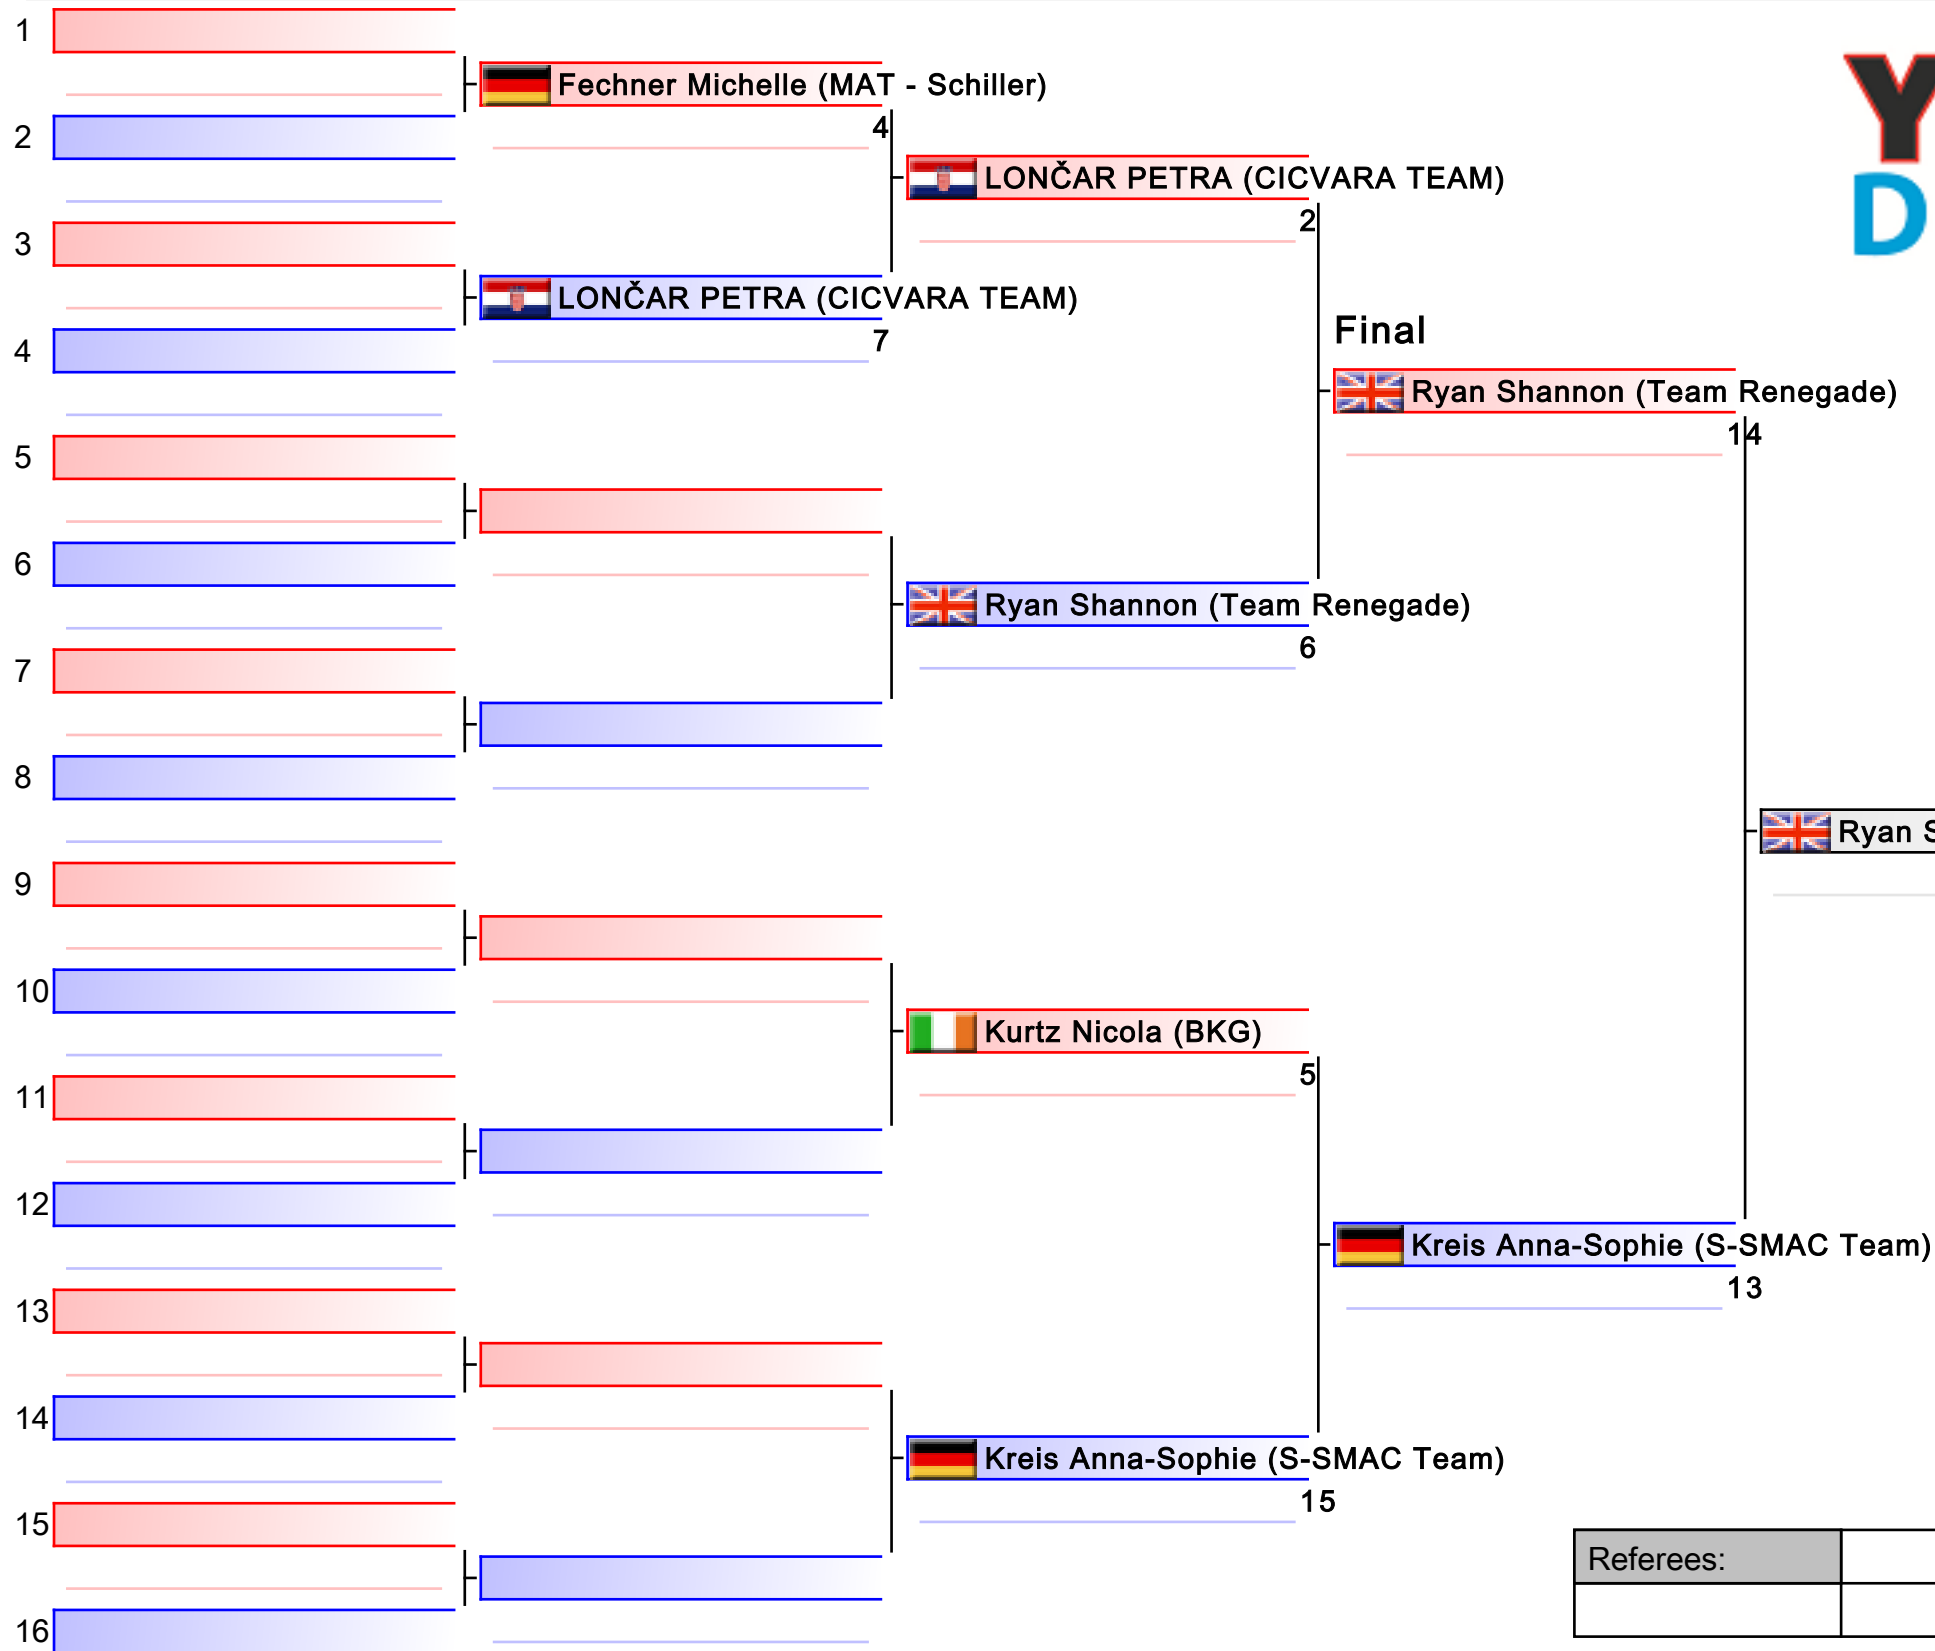 1
Fechner Michelle (MAT - Schiller)
4
2
LONČAR PETRA (CICVARA TEAM)
2
3
LONČAR PETRA (CICVARA TEAM)
7
4
Final
Ryan Shannon (Team Renegade)
14
5
6
Ryan Shannon (Team Renegade)
6
7
8
Ryan S
9
10
Kurtz Nicola (BKG)
5
11
12
Kreis Anna-Sophie (S-SMAC Team)
13
13
14
Kreis Anna-Sophie (S-SMAC Team)
15
15
16
Referees:
Y
D